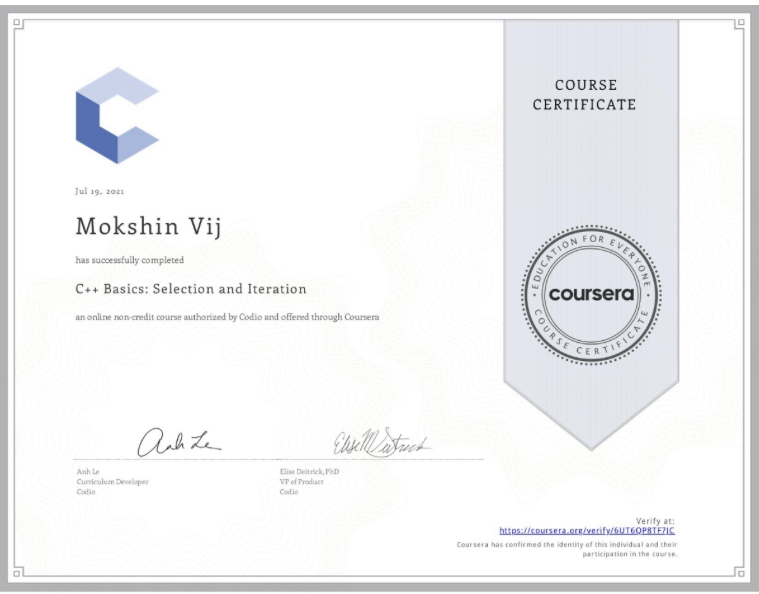 COURSE
CERTIFICATE
Jul 19, 2021
Mokshin Vij
has successfully completed
C++ Basics: Selection and Iteration
an online non-credit course authorized by Codio and offered through Coursera
EDUCATION FOR EVERYONE
coursera
COURSE CERTIFICATE
Anh Le
Elise M Deitrick
Anh Le
Curriculum Developer
Codio
Elise Deitrick, PhD
VP of Product
Codio
Verify at:
https://coursera.org/verify/6UT6QP8TF7JC
Coursera has confirmed the identity of this individual and their
participation in the course.